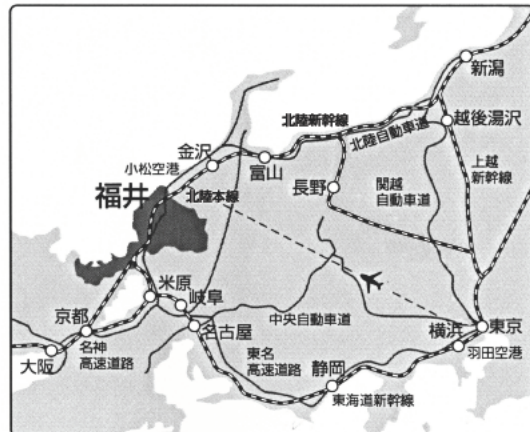 新潟
北陸新幹線
北陸自動車道
越後湯沢
金沢
小松空港
富山
上越
新幹線
福井
北陸本線
長野
関越
自動車道
米原
岐阜
京都
名古屋
中央自動車道
横浜
東京
大阪
名神
高速道路
東名
高速道路
静岡
羽田空港
東海道新幹線